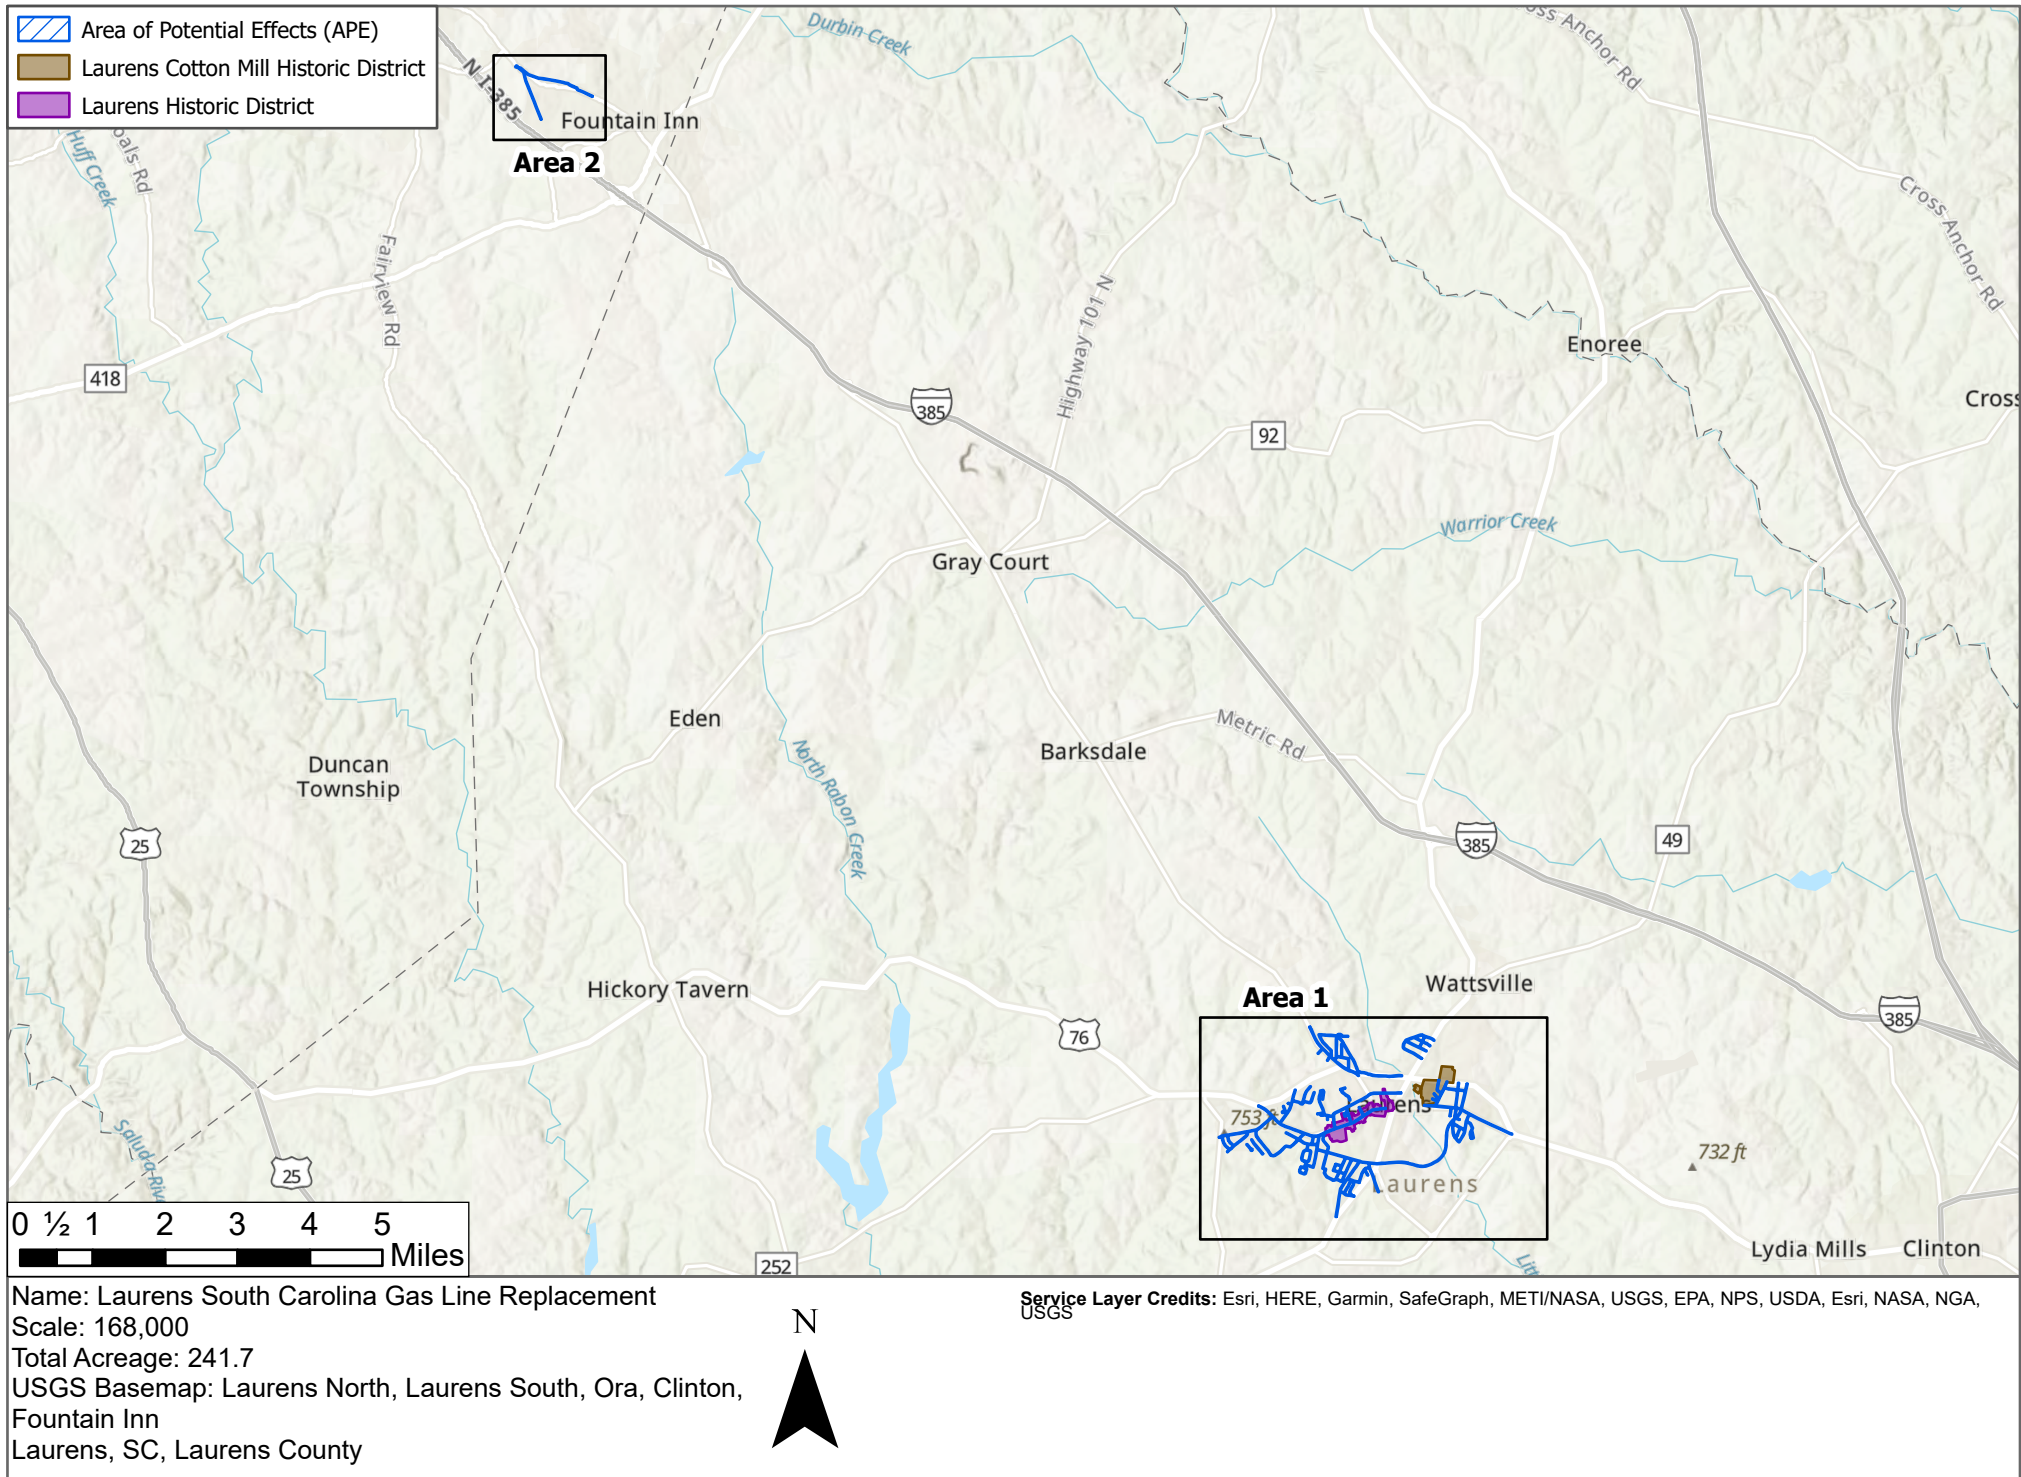 Area of Potential Effects (APE)
Laurens Cotton Mill Historic District
Laurens Historic District
Durbin Creek
Cross Anchor Rd
N I-385
Fountain Inn
Area 2
Huff Creek
Fairview Rd
Cross Anchor Rd
Highway 101 N
418
385
Enoree
Cross
92
Warrior Creek
Gray Court
Eden
Metric Rd
Barksdale
Duncan
Township
North Rabon Creek
25
385
49
Hickory Tavern
Wattsville
Area 1
76
385
753 ft
732 ft
Laurens
Saluda
25
252
Lydia Mills
Clinton
0 ½ 1 2 3 4 5
Miles
Name: Laurens South Carolina Gas Line Replacement
Scale: 168,000
Total Acreage: 241.7
USGS Basemap: Laurens North, Laurens South, Ora, Clinton,
Fountain Inn
Laurens, SC, Laurens County
N
Service Layer Credits: Esri, HERE, Garmin, SafeGraph, METI/NASA, USGS, EPA, NPS, USDA, Esri, NASA, NGA,
USGS